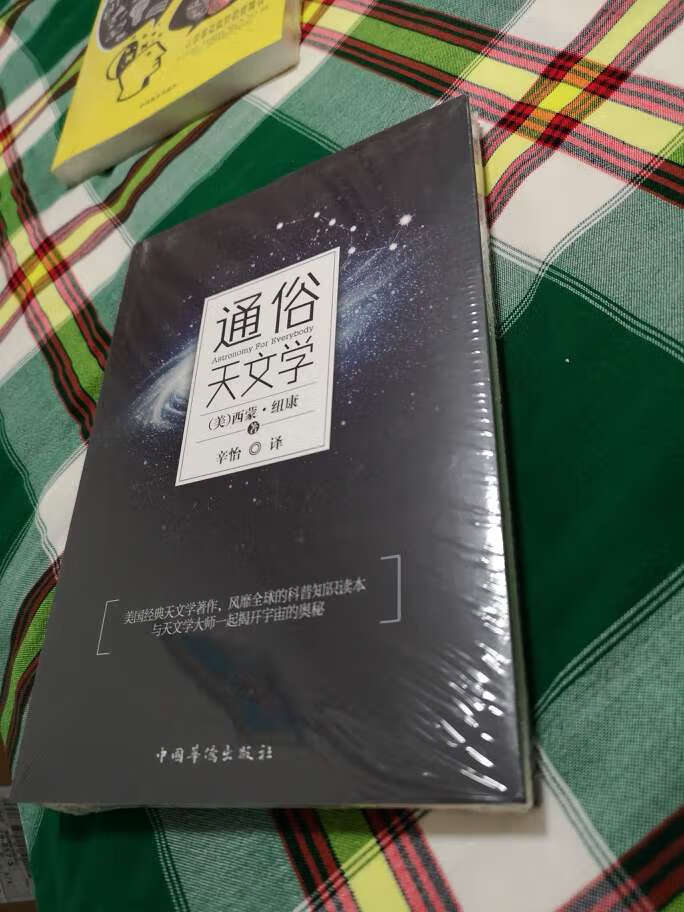 通俗
Astronomy For Everybody
天文学
(美)西蒙·纽康
著
辛怡◎译
美国经典天文学著作，风靡全球的科普知识读本
与天文学大师一起揭开宇宙的奥秘
中国华侨出版社